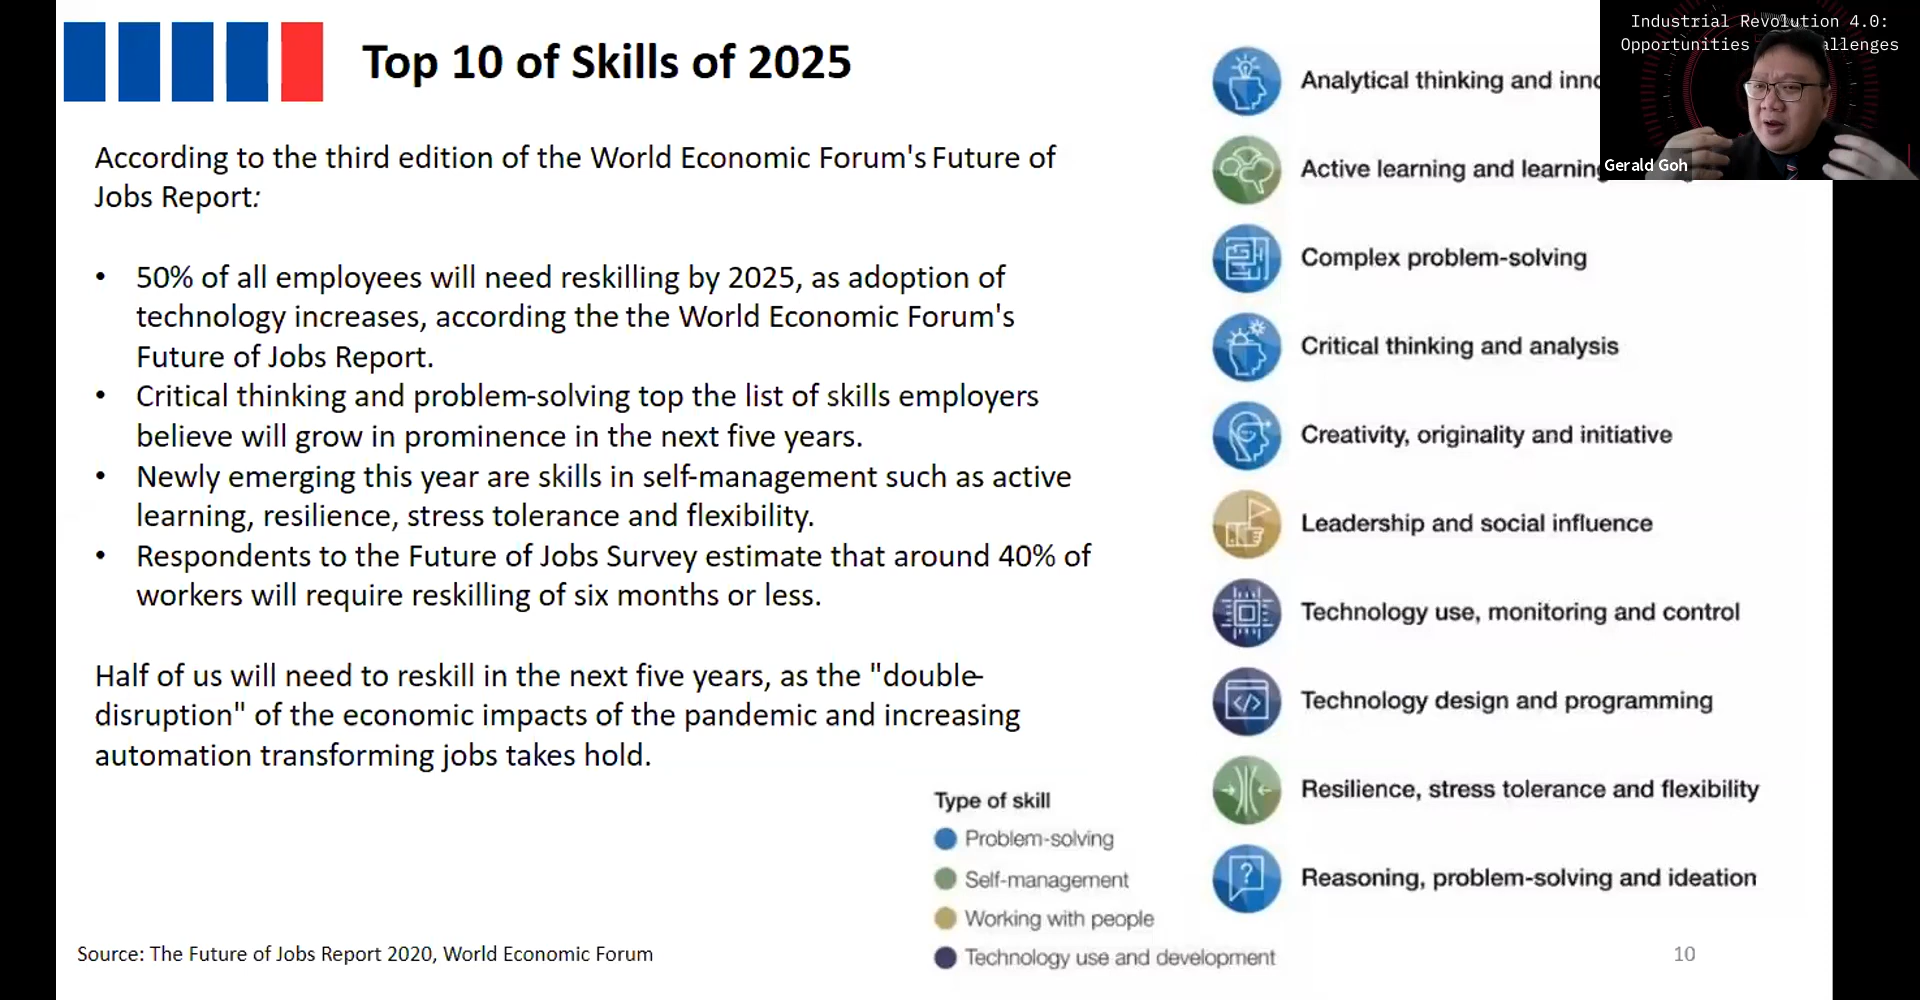 Top 10 of Skills of 2025
According to the third edition of the World Economic Forum's Future of
Jobs Report:
• 50% of all employees will need reskilling by 2025, as adoption of
technology increases, according the the World Economic Forum's
Future of Jobs Report.
• Critical thinking and problem-solving top the list of skills employers
believe will grow in prominence in the next five years.
• Newly emerging this year are skills in self-management such as active
learning, resilience, stress tolerance and flexibility.
• Respondents to the Future of Jobs Survey estimate that around 40% of
workers will require reskilling of six months or less.
Half of us will need to reskill in the next five years, as the "double-
disruption" of the economic impacts of the pandemic and increasing
automation transforming jobs takes hold.
Type of skill
Problem-solving
Self-management
Working with people
Technology use and development
Source: The Future of Jobs Report 2020, World Economic Forum
Analytical thinking and
Active learning and learning
Complex problem-solving
Critical thinking and analysis
Creativity, originality and initiative
Leadership and social influence
Technology use, monitoring and control
Technology design and programming
Resilience, stress tolerance and flexibility
Reasoning, problem-solving and ideation
10
Industrial Revolution 4.0:
Opportunities
Gerald Goh